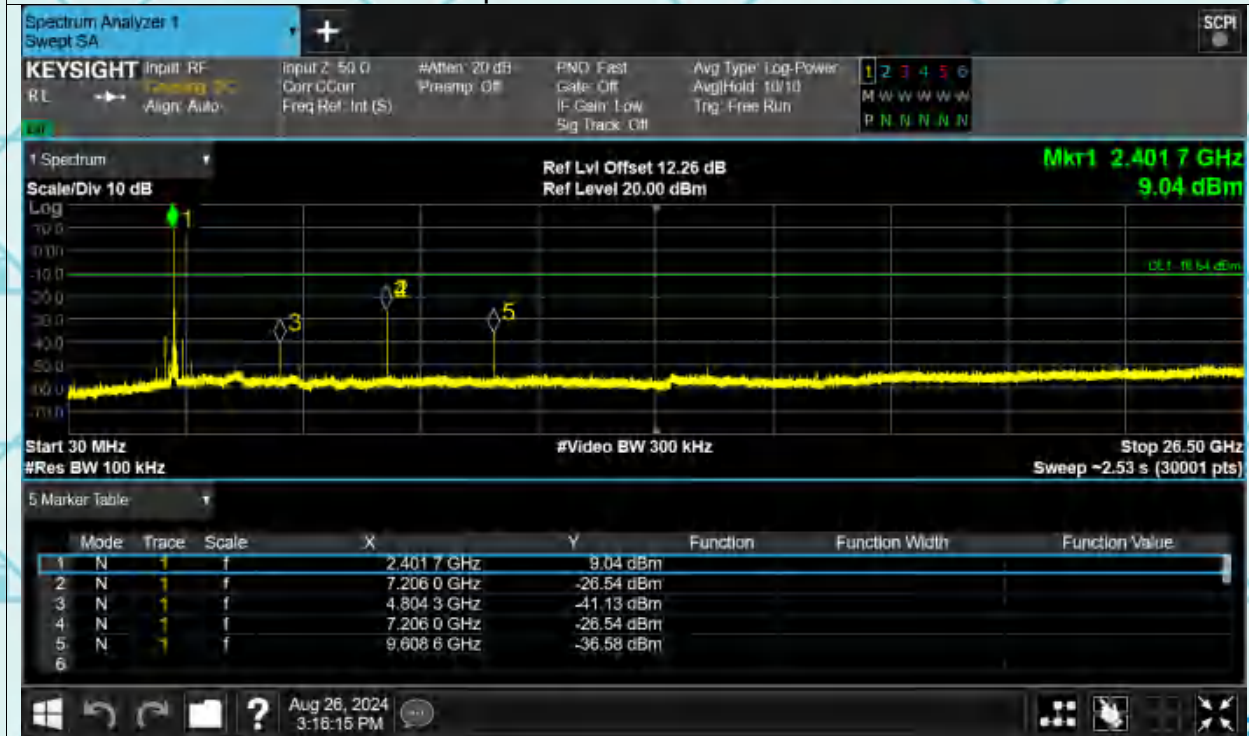 Spectrum Analyzer 1
Swept SA
+
SCPI
KEYSIGHT Input: RF
Input Z: 50 Ω #Atten: 20 dB PNO: Fast Avg Type: Log-Power 1 2 3 4 5 6
RL Coupling: DC Corr CCorr Preamp: Off Gate: Off Avg|Hold: 10/10 M W W W W W
Align: Auto Freq Ref: Int (S) IF Gain: Low Trig: Free Run
Sig Track: Off P N N N N N
1 Spectrum
Ref Lvl Offset 12.26 dB Mkr1 2.401 7 GHz
Scale/Div 10 dB Ref Level 20.00 dBm 9.04 dBm
Log
10.0
0.00
-10.0
-20.0
-30.0
-40.0
-50.0
-60.0
-70.0
1
3
5
Start 30 MHz #Video BW 300 kHz Stop 26.50 GHz
#Res BW 100 kHz Sweep ~2.53 s (30001 pts)
5 Marker Table
Mode Trace Scale X Y Function Function Width Function Value
1 N 1 f 2.401 7 GHz 9.04 dBm
2 N 1 f 7.206 0 GHz -26.54 dBm
3 N 1 f 4.804 3 GHz -41.13 dBm
4 N 1 f 7.206 0 GHz -26.54 dBm
5 N 1 f 9.608 6 GHz -36.58 dBm
6
? Aug 26, 2024
3:16:15 PM